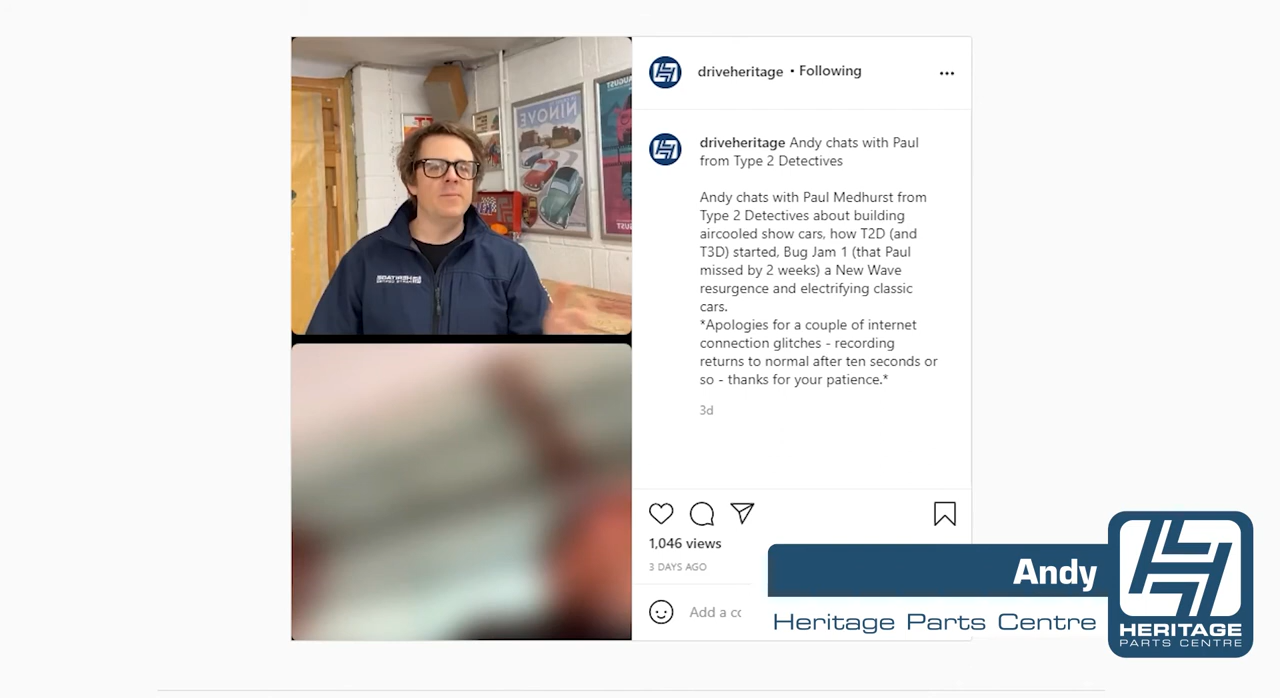 driveheritage • Following
driveheritage Andy chats with Paul
from Type 2 Detectives
Andy chats with Paul Medhurst from
Type 2 Detectives about building
aircooled show cars, how T2D (and
T3D) started, Bug Jam 1 (that Paul
missed by 2 weeks) a New Wave
resurgence and electrifying classic
cars.
*Apologies for a couple of internet
connection glitches - recording
returns to normal after ten seconds or
so - thanks for your patience.*
3d
1,046 views
3 DAYS AGO
Add a cc
Andy
Heritage Parts Centre
HERITAGE
PARTS CENTRE
NINOVE
AUGUST
HERITAGE